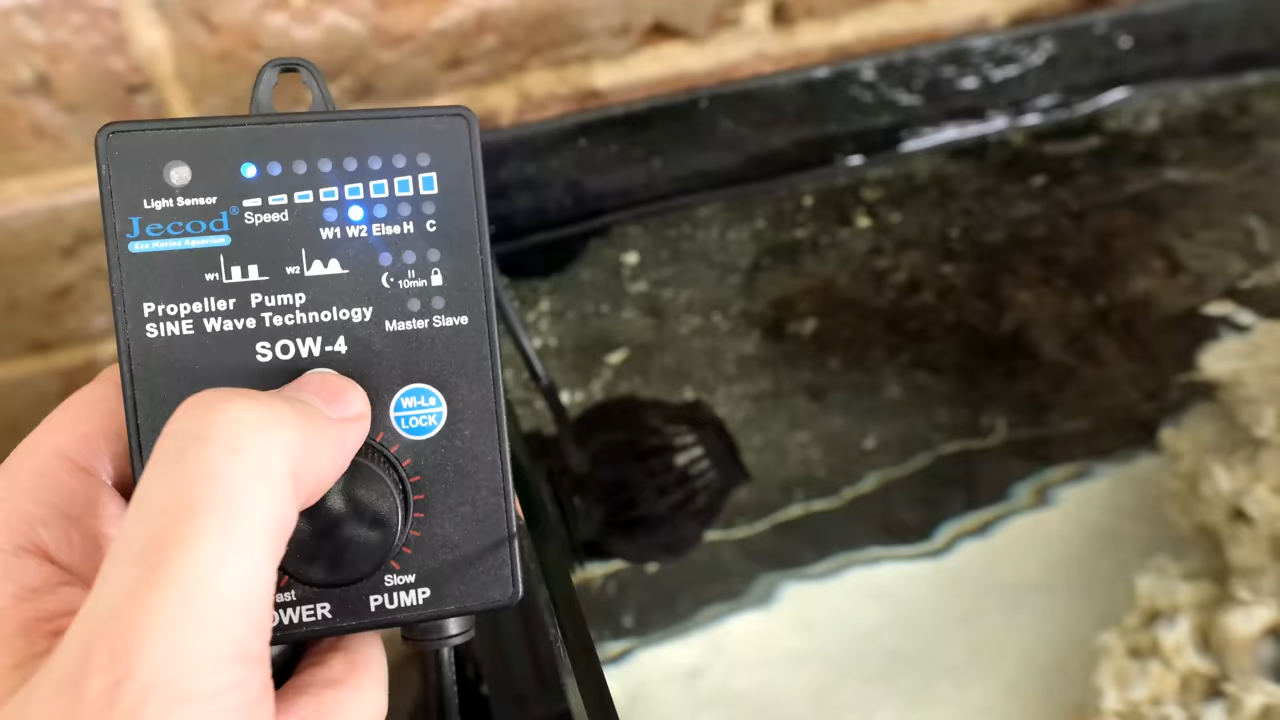 Light Sensor
Jecod®
Eco Marine Aquarium
Speed
W1 W2 Else H C
W1
W2
10min
Propeller Pump
SINE Wave Technology
Master Slave
SOW-4
Wi-Le
LOCK
Slow
PUMP